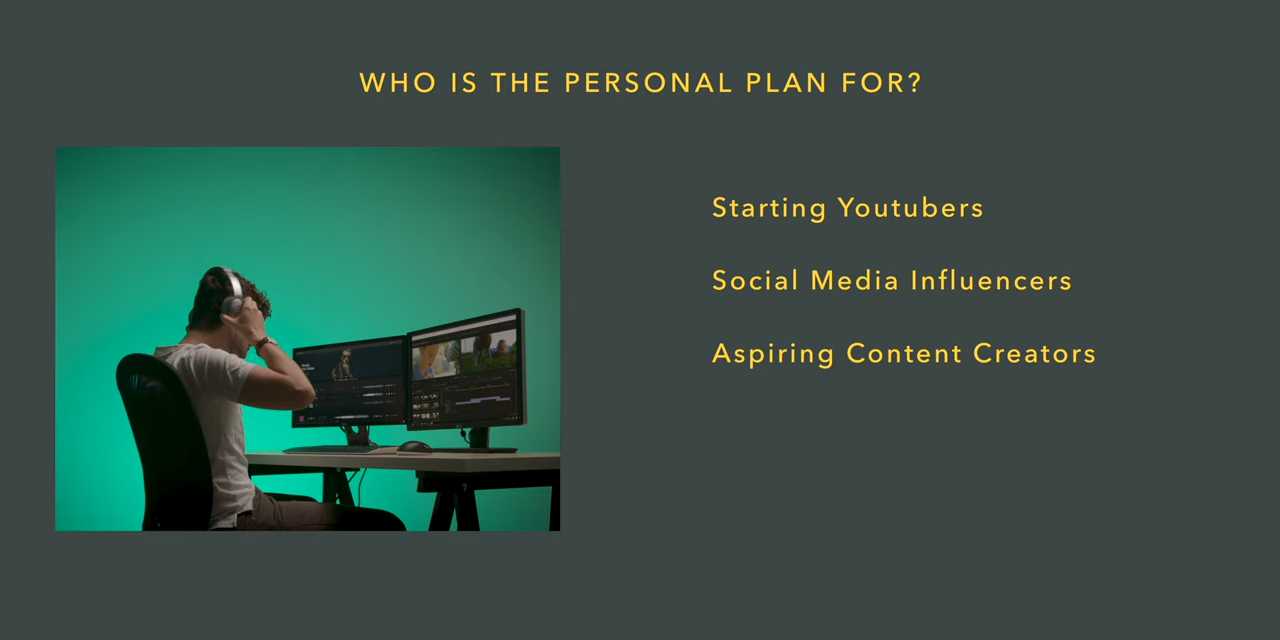 WHO IS THE PERSONAL PLAN FOR?
Starting Youtubers
Social Media Influencers
Aspiring Content Creators